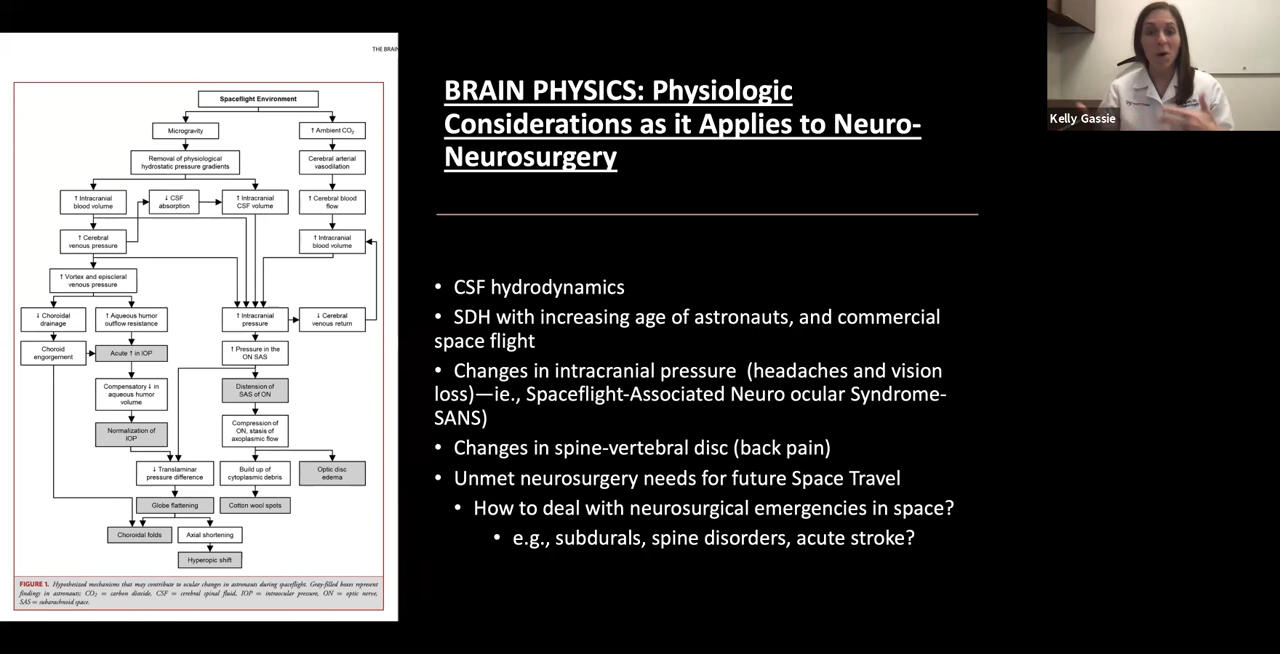 THE BRAIN
Spaceflight Environment
Microgravity
↑ Ambient CO₂
Removal of physiological
hydrostatic pressure gradients
Cerebral arterial
vasodilation
↑ Intracranial
blood volume
↓ CSF
absorption
↑ Intracranial
CSF volume
↑ Cerebral blood
flow
↑ Cerebral
venous pressure
↑ Intracranial
blood volume
↑ Vortex and episcleral
venous pressure
↓ Choroidal
drainage
↑ Aqueous humor
outflow resistance
↑ Intracranial
pressure
↓ Cerebral
venous return
Choroid
engorgement
Acute ↑ in IOP
↑ Pressure in the
ON SAS
Compensatory ↓ in
aqueous humor
volume
Distension of
SAS of ON
Normalization of
IOP
Compression of
ON, stasis of
axoplasmic flow
↓ Translaminar
pressure difference
Build up of
cytoplasmic debris
Optic disc
edema
Globe flattening
Cotton wool spots
Choroidal folds
Axial shortening
Hyperopic shift
FIGURE 1. Hypothesized mechanisms that may contribute to ocular changes in astronauts during spaceflight. Gray-filled boxes represent
findings in astronauts; CO₂ = carbon dioxide, CSF = cerebral spinal fluid, IOP = intraocular pressure, ON = optic nerve,
SAS = subarachnoid space.
BRAIN PHYSICS: Physiologic
Considerations as it Applies to Neuro-
Neurosurgery
• CSF hydrodynamics
• SDH with increasing age of astronauts, and commercial
space flight
• Changes in intracranial pressure (headaches and vision
loss)—ie., Spaceflight-Associated Neuro ocular Syndrome-
SANS)
• Changes in spine-vertebral disc (back pain)
• Unmet neurosurgery needs for future Space Travel
• How to deal with neurosurgical emergencies in space?
• e.g., subdurals, spine disorders, acute stroke?
Kelly Gassie